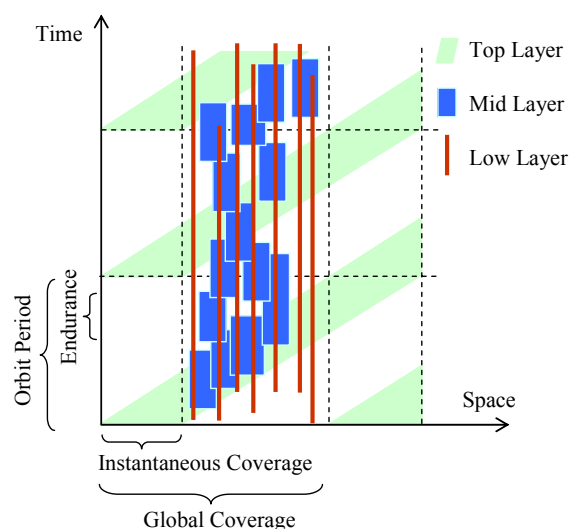 Time
Top Layer
Mid Layer
Low Layer
Orbit Period
Endurance
Space
Instantaneous Coverage
Global Coverage